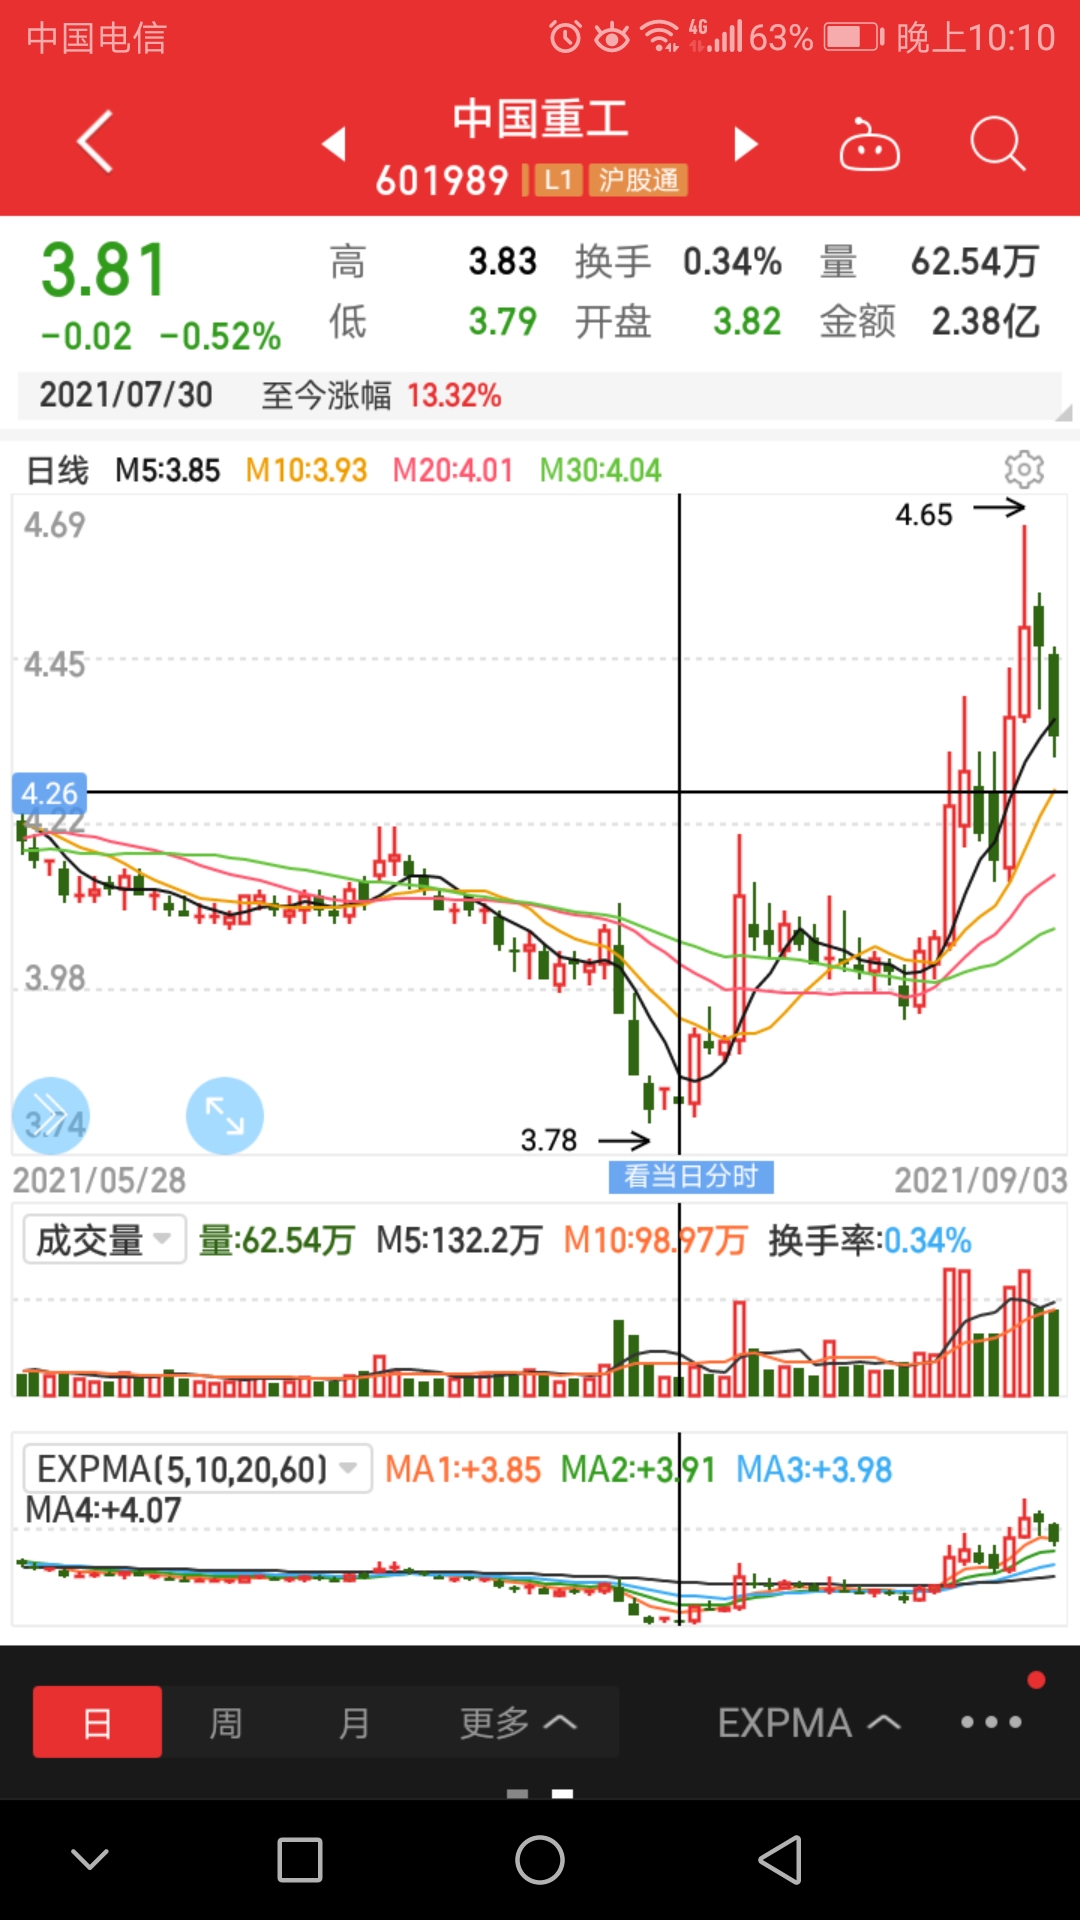 中国电信 4G 63% 晚上10:10
中国重工
601989 L1 沪股通
3.81 高 3.83 换手 0.34% 量 62.54万
-0.02 -0.52% 低 3.79 开盘 3.82 金额 2.38亿
2021/07/30 至今涨幅 13.32%
日线 M5:3.85 M10:3.93 M20:4.01 M30:4.04
4.65
4.69
4.45
4.26
4.22
3.98
3.74
3.78
2021/05/28 看当日分时 2021/09/03
成交量 量:62.54万 M5:132.2万 M10:98.97万 换手率:0.34%
EXPMA(5,10,20,60) MA1:+3.85 MA2:+3.91 MA3:+3.98
MA4:+4.07
日 周 月 更多 EXPMA